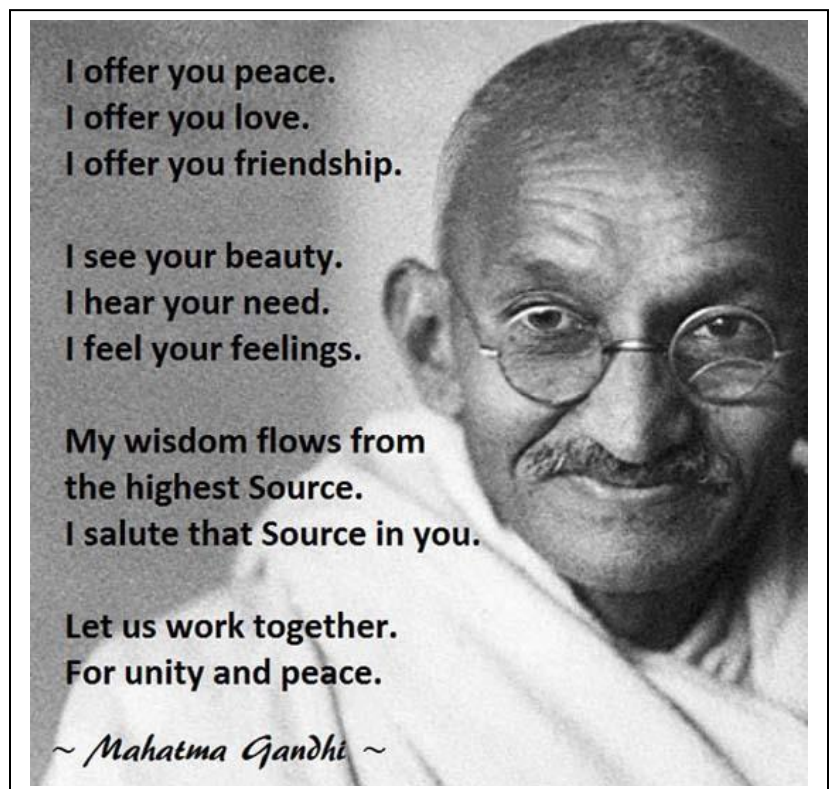 I offer you peace.
I offer you love.
I offer you friendship.
I see your beauty.
I hear your need.
I feel your feelings.
My wisdom flows from
the highest Source.
I salute that Source in you.
Let us work together.
For unity and peace.
~ Mahatma Gandhi ~